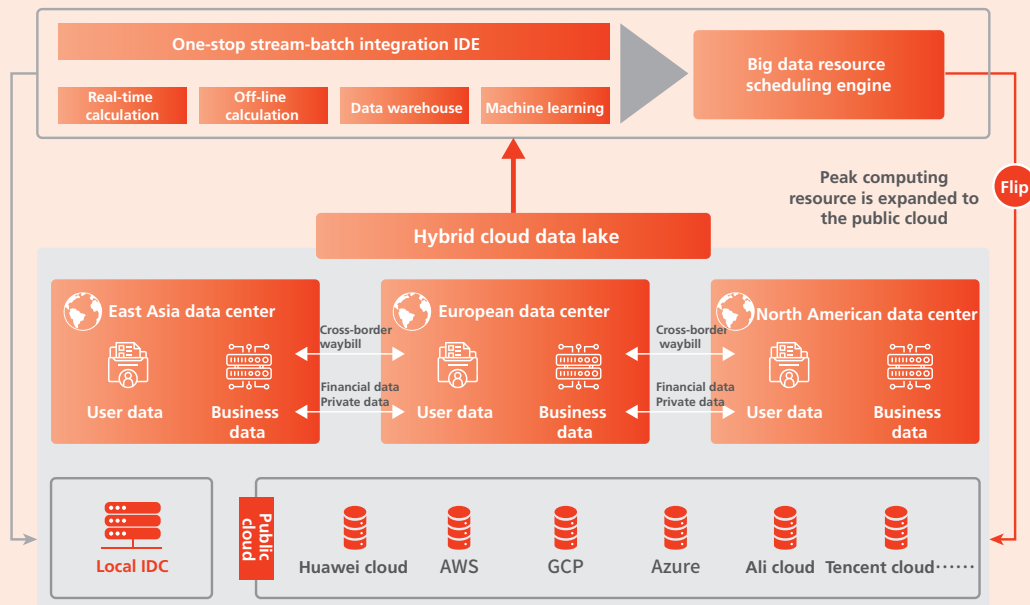 One-stop stream-batch integration IDE
Real-time
calculation
Off-line
calculation
Data warehouse
Machine learning
Big data resource
scheduling engine
Peak computing
resource is expanded to
the public cloud
Flip
Hybrid cloud data lake
East Asia data center
User data
Business
data
Cross-border
waybill
Financial data
Private data
European data center
User data
Business
data
Cross-border
waybill
Financial data
Private data
North American data center
User data
Business
data
Local IDC
Public
cloud
Huawei cloud
AWS
GCP
Azure
Ali cloud
Tencent cloud······